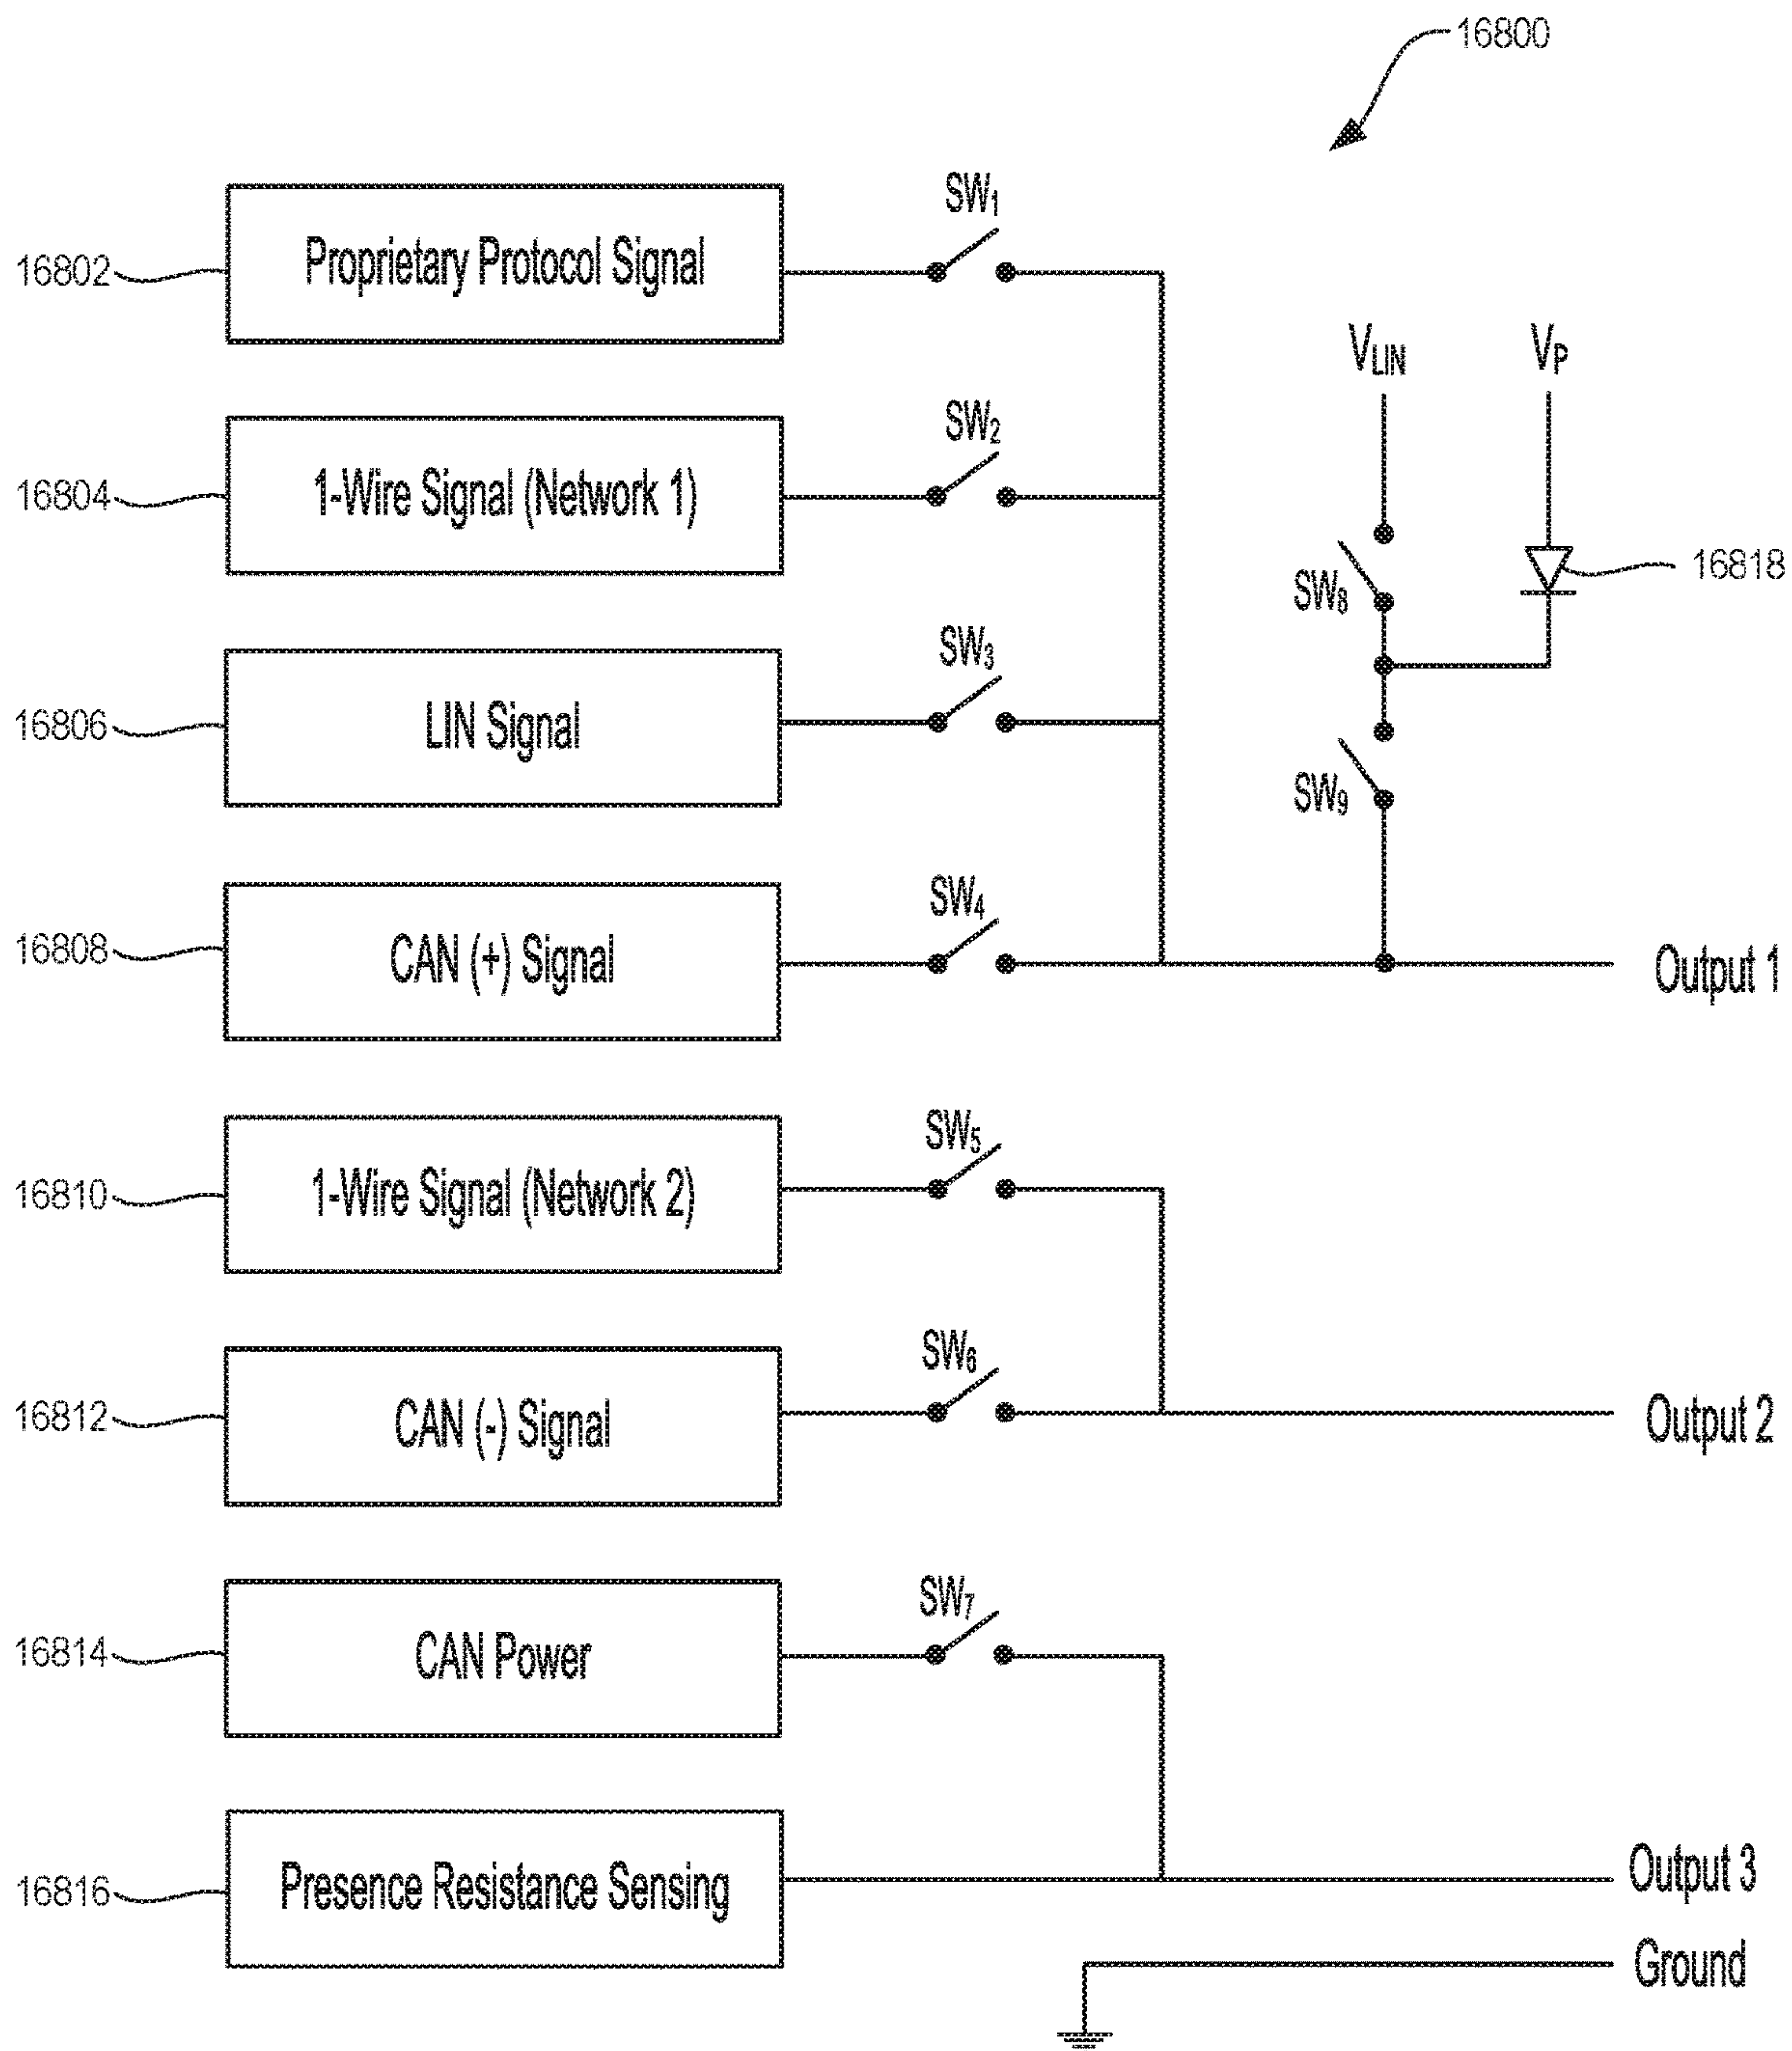 16800
SW1
16802
Proprietary Protocol Signal
VLIN
VP
SW2
16804
1-Wire Signal (Network 1)
SW8
16818
SW3
16806
LIN Signal
SW9
SW4
16808
CAN (+) Signal
Output 1
SW5
16810
1-Wire Signal (Network 2)
SW6
16812
CAN (-) Signal
Output 2
SW7
16814
CAN Power
16816
Presence Resistance Sensing
Output 3
Ground